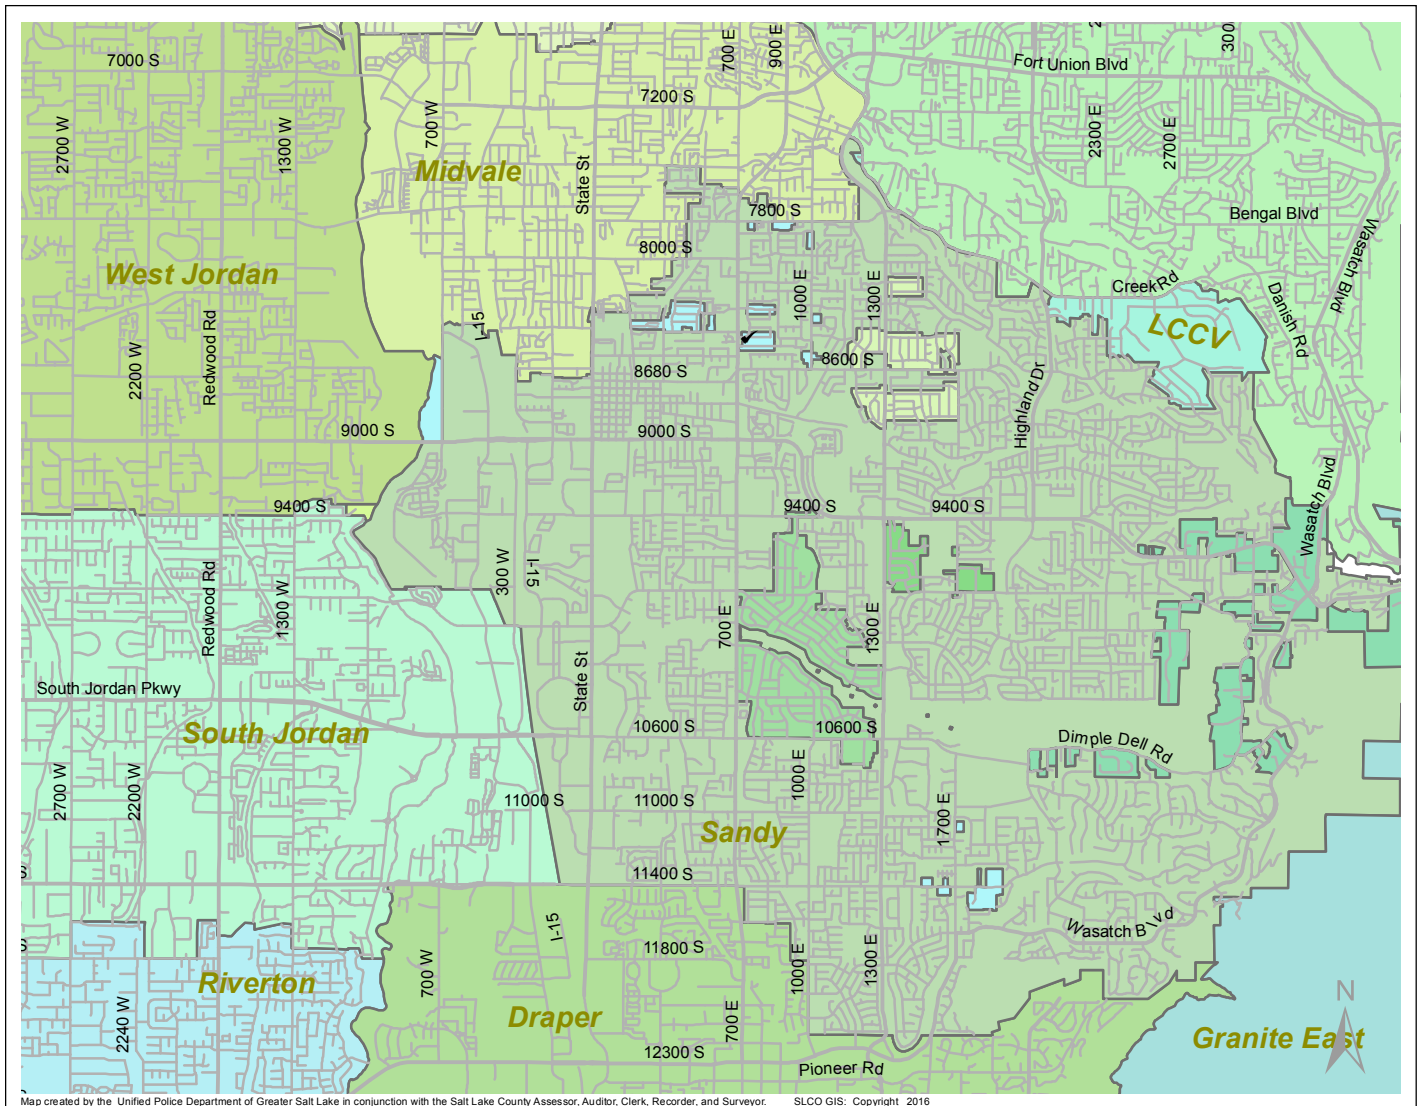 700 E
900 E
2
300
7000 S
Fort Union Blvd
7200 S
2700 W
1300 W
700 W
2300 E
2700 E
Midvale
State St
7800 S
Bengal Blvd
8000 S
Wasatch Blvd
West Jordan
1000 E
1300 E
Creek Rd
Danish Rd
I-15
LCCV
2200 W
Redwood Rd
8600 S
8680 S
Highland Dr
9000 S
9000 S
9400 S
9400 S
9400 S
Wasatch Blvd
300 W
I-15
Redwood Rd
1300 W
700 E
1300 E
State St
South Jordan Pkwy
South Jordan
10600 S
10600 S
Dimple Dell Rd
2700 W
2200 W
1000 E
11000 S
11000 S
1700 E
Sandy
S
11400 S
Wasatch Blvd
I-15
S
11800 S
700 W
1000 E
1300 E
Riverton
N
Draper
2240 W
700 E
Granite East
12300 S
Pioneer Rd
S
Map created by the Unified Police Department of Greater Salt Lake in conjunction with the Salt Lake County Assessor, Auditor, Clerk, Recorder, and Surveyor. SLCO GIS: Copyright 2016